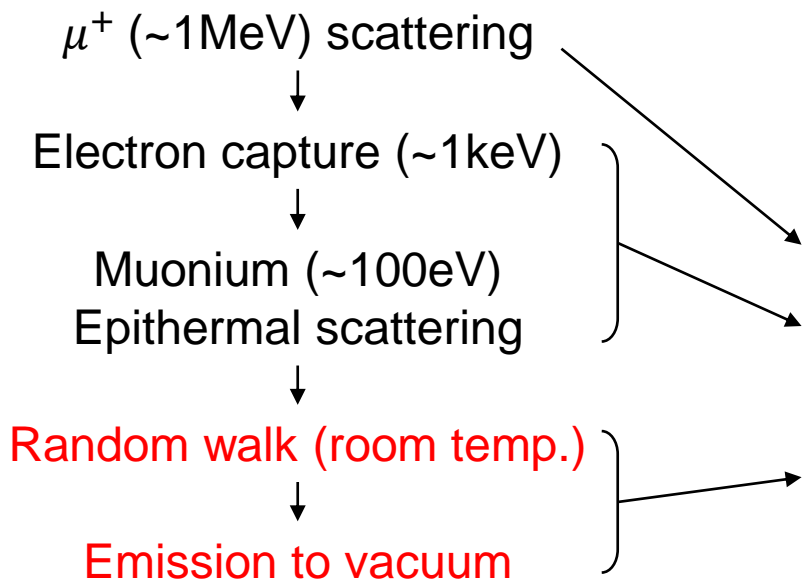 𝜇⁺ (~1MeV) scattering
Electron capture (~1keV)
Muonium (~100eV)
Epithermal scattering
Random walk (room temp.)
Emission to vacuum